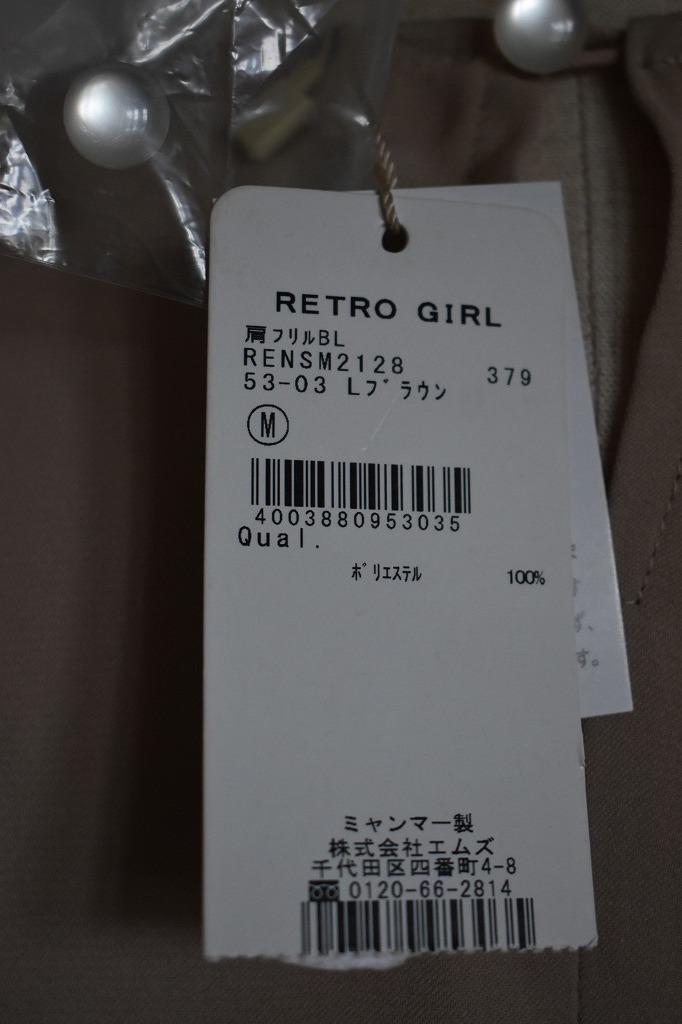 RETRO GIRL
肩フリルBL
RENSM2128 379
53-03 Lブラウン
M
4003880953035
Qual.
ポリエステル 100%
ミャンマー製
株式会社エムズ
千代田区四番町4-8
0120-66-2814
す。